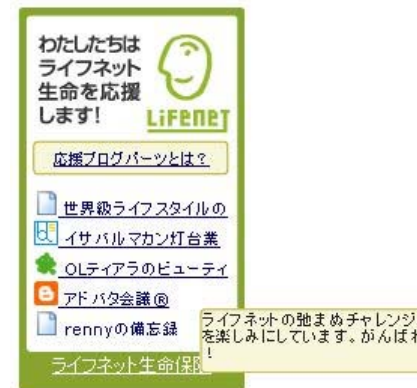 わたしたちは
ライフネット
生命を応援
します!
LiFENET
応援ブログパーツとは？
世界級ライフスタイルの
イサバルマカン灯台業
OLティアラのビューティ
アドバタ会議®
rennyの備忘録
ライフネットの弛まぬチャレンジ
を楽しみにしています。がんばれ
!
ライフネット生命(保